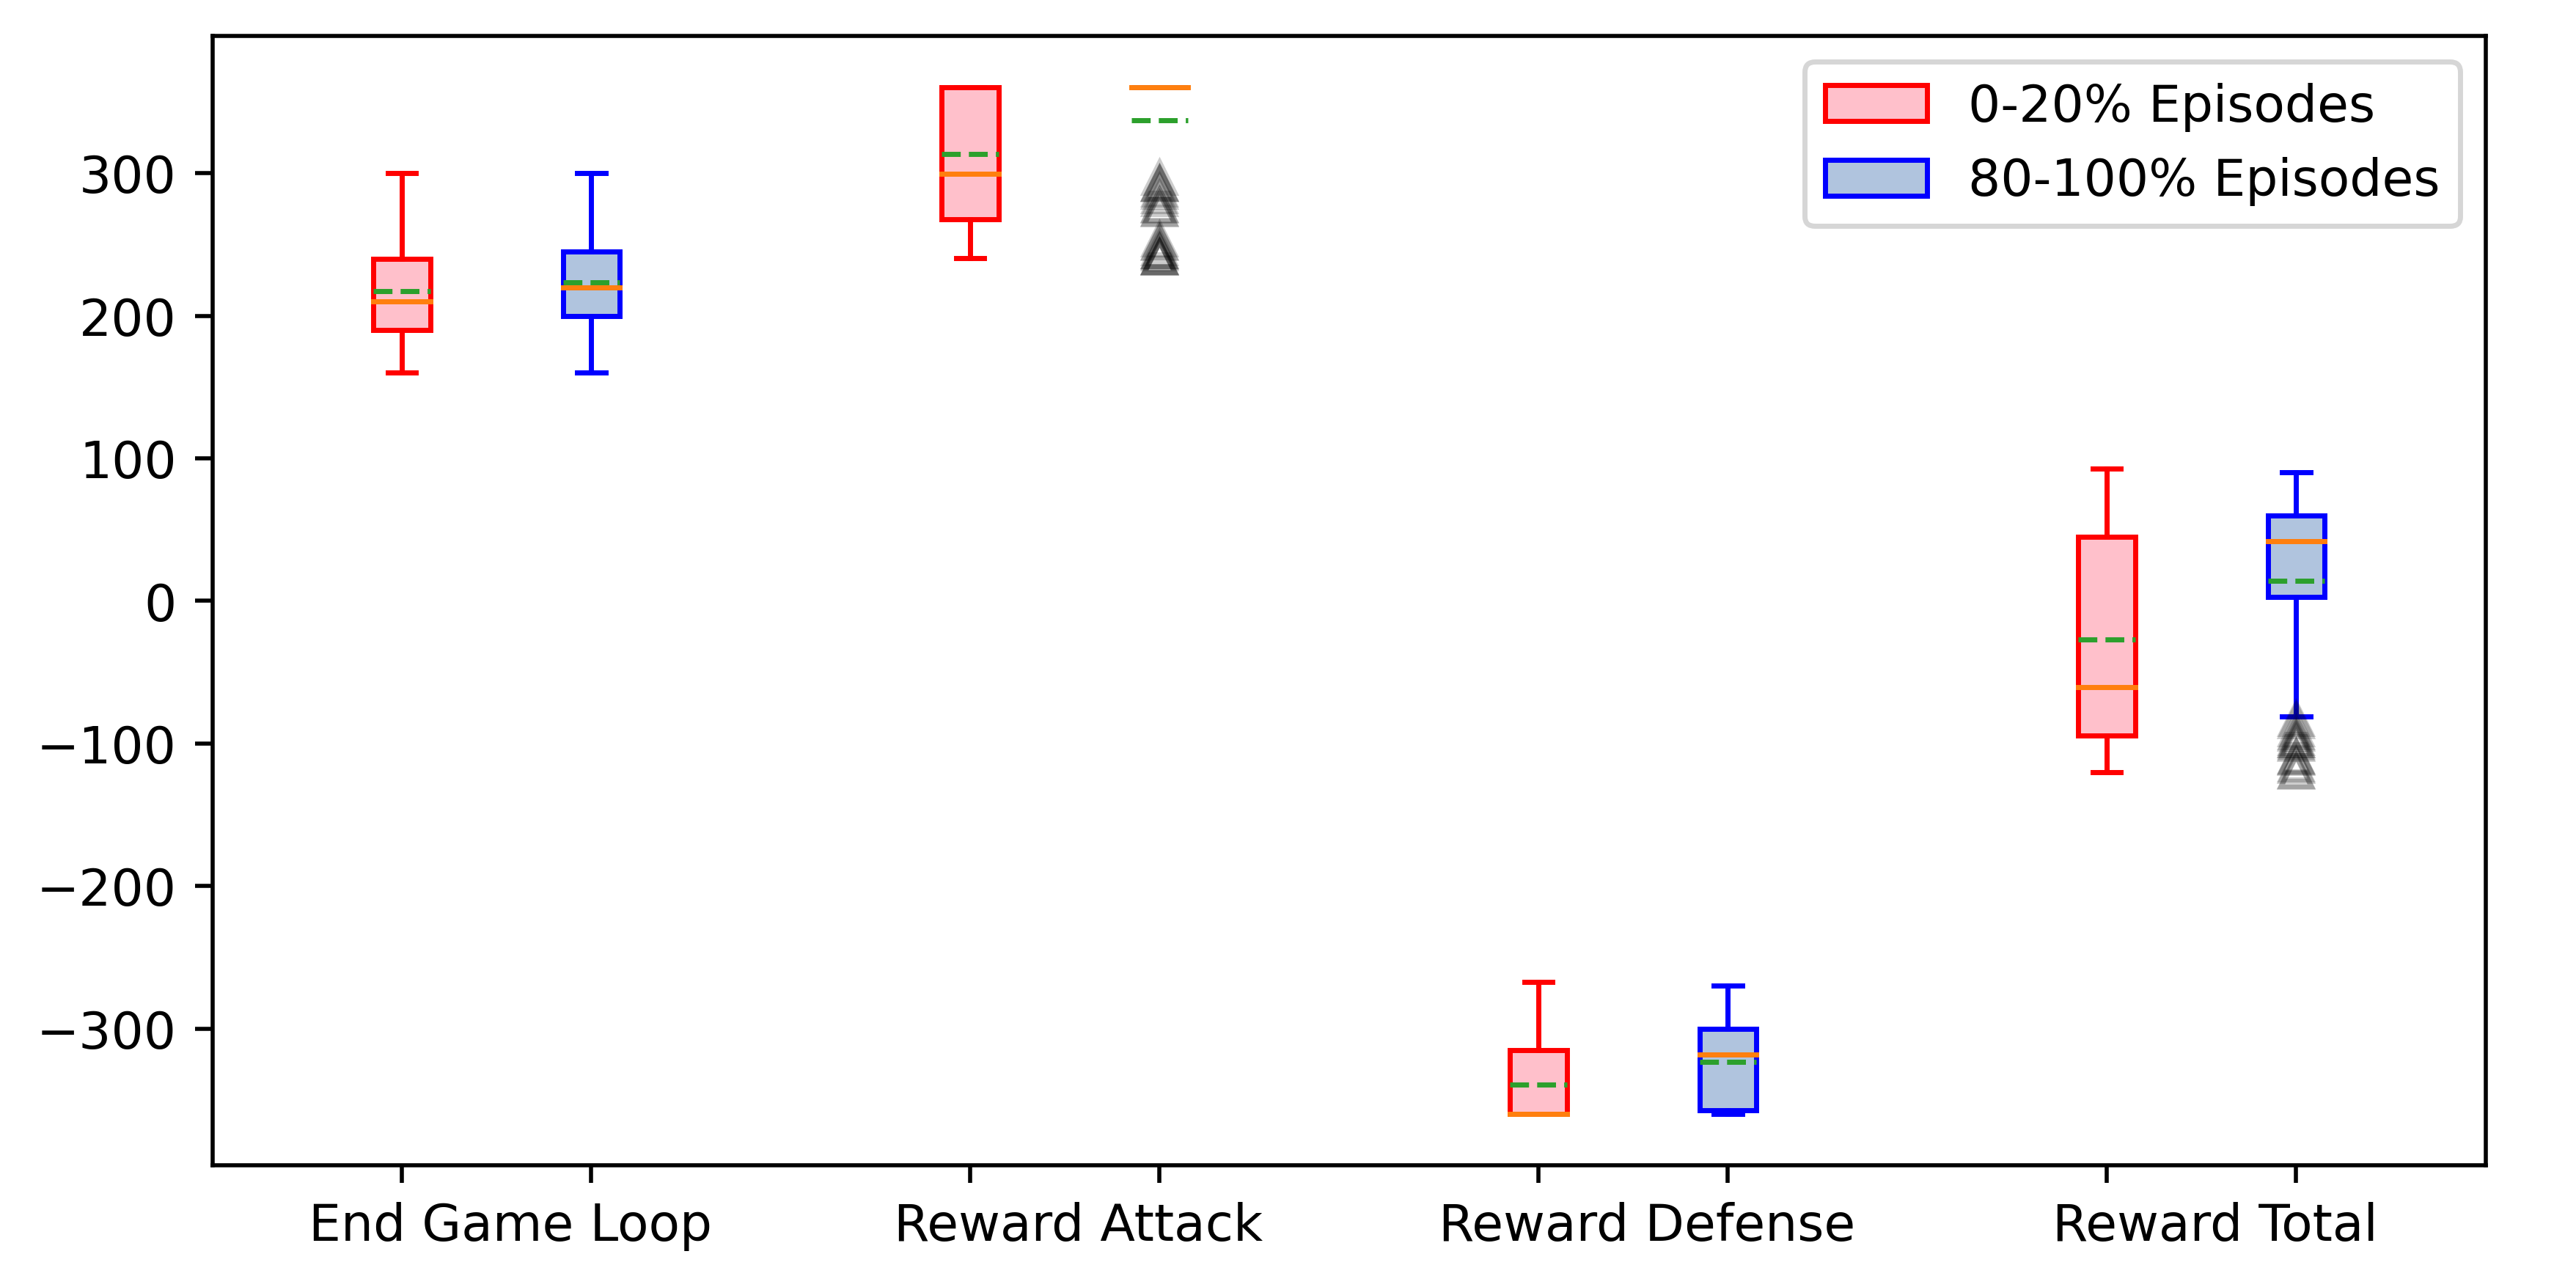 0-20% Episodes
80-100% Episodes
300
200
100
0
−100
−200
−300
End Game Loop
Reward Attack
Reward Defense
Reward Total